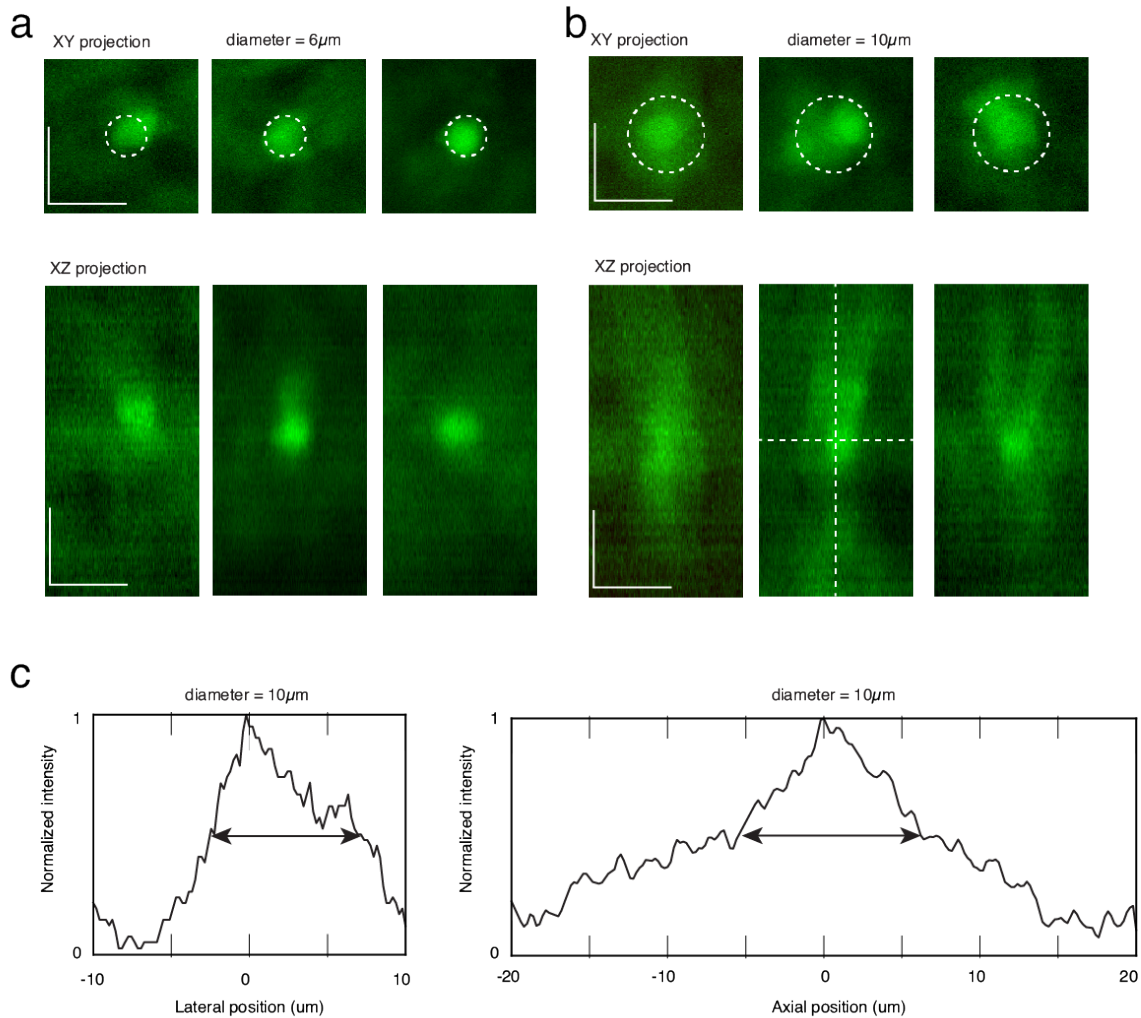 a
XY projection
diameter = 6µm
XZ projection
b
XY projection
diameter = 10µm
XZ projection
c
diameter = 10µm
1
Normalized intensity
0
-10
0
10
Lateral position (um)
diameter = 10µm
1
Normalized intensity
0
-20
-10
0
10
20
Axial position (um)